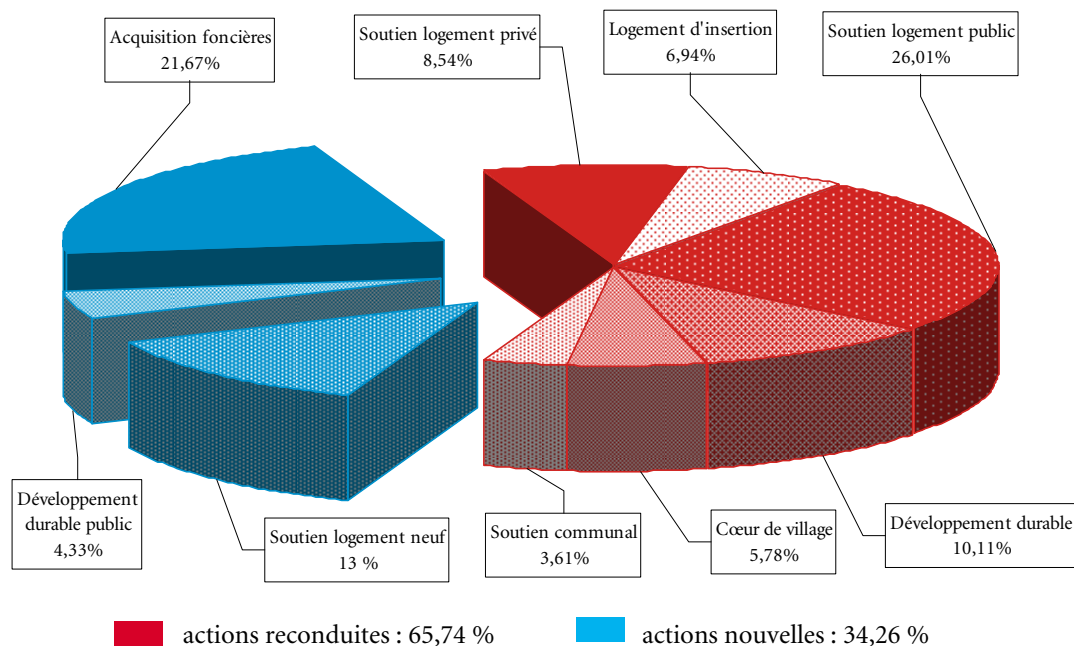 Acquisition foncières
21,67%
Soutien logement privé
8,54%
Logement d'insertion
6,94%
Soutien logement public
26,01%
Développement
durable public
4,33%
Soutien logement neuf
13 %
Soutien communal
3,61%
Cœur de village
5,78%
Développement durable
10,11%
actions reconduites : 65,74 %
actions nouvelles : 34,26 %